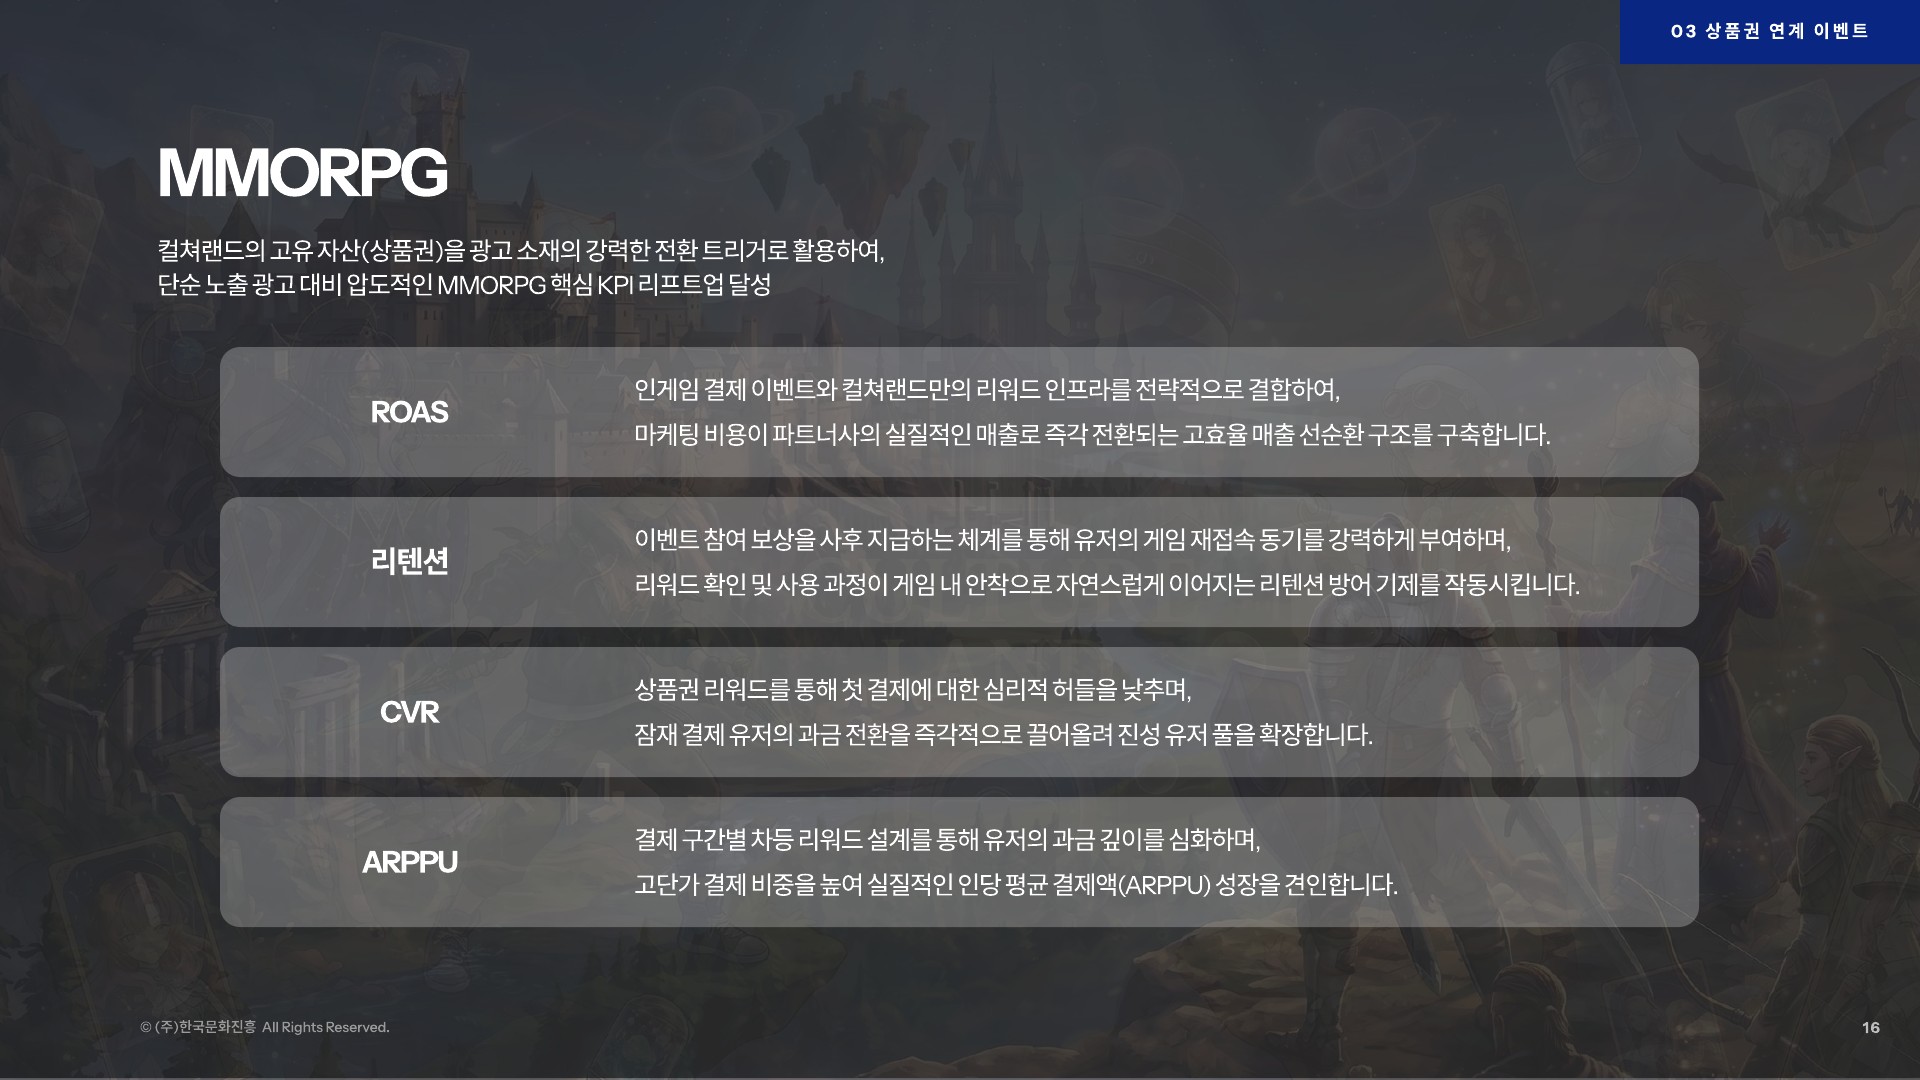 03 상품권 연계 이벤트
MMORPG
컬쳐랜드의 고유 자산(상품권)을 광고 소재의 강력한 전환 트리거로 활용하여,
단순 노출 광고 대비 압도적인 MMORPG 핵심 KPI 리프트업 달성
ROAS
인게임 결제 이벤트와 컬쳐랜드만의 리워드 인프라를 전략적으로 결합하여,
마케팅 비용이 파트너사의 실질적인 매출로 즉각 전환되는 고효율 매출 선순환 구조를 구축합니다.
리텐션
이벤트 참여 보상을 사후 지급하는 체계를 통해 유저의 게임 재접속 동기를 강력하게 부여하며,
리워드 확인 및 사용 과정이 게임 내 안착으로 자연스럽게 이어지는 리텐션 방어 기제를 작동시킵니다.
CVR
상품권 리워드를 통해 첫 결제에 대한 심리적 허들을 낮추며,
잠재 결제 유저의 과금 전환을 즉각적으로 끌어올려 진성 유저 풀을 확장합니다.
ARPPU
결제 구간별 차등 리워드 설계를 통해 유저의 과금 깊이를 심화하며,
고단가 결제 비중을 높여 실질적인 인당 평균 결제액(ARPPU) 성장을 견인합니다.
© (주)한국문화진흥 All Rights Reserved.
16